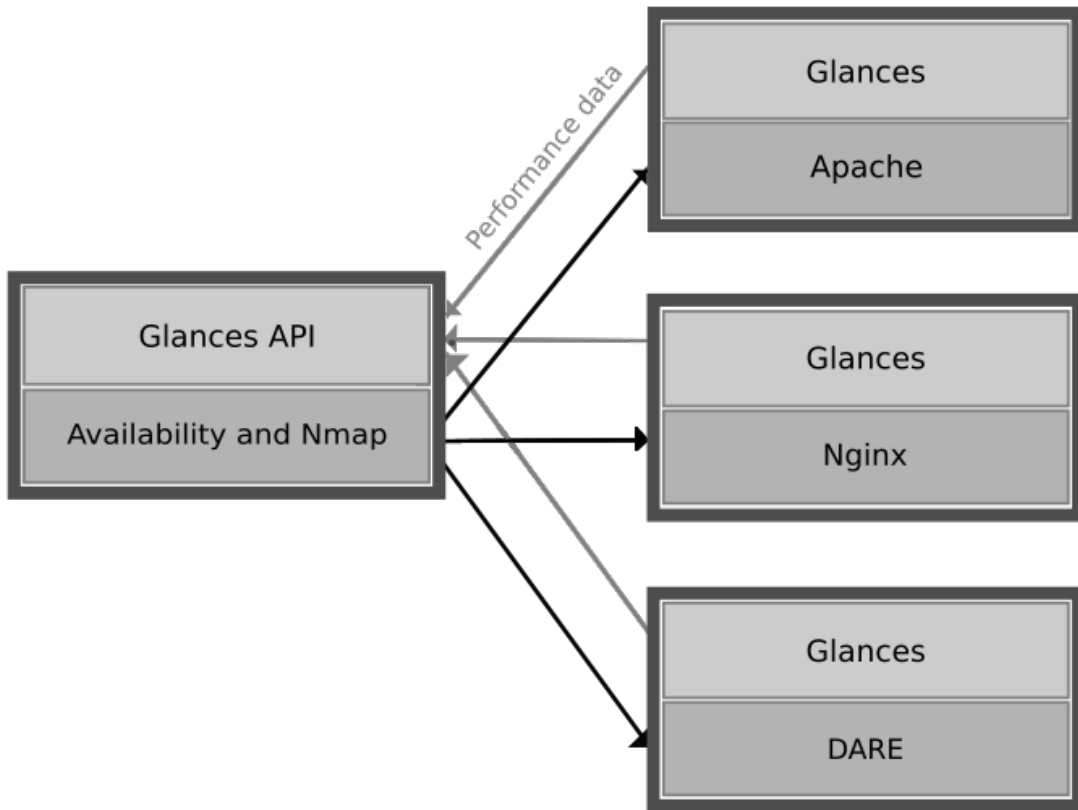 Glances
Apache
Performance data
Glances API
Availability and Nmap
Glances
Nginx
Glances
DARE